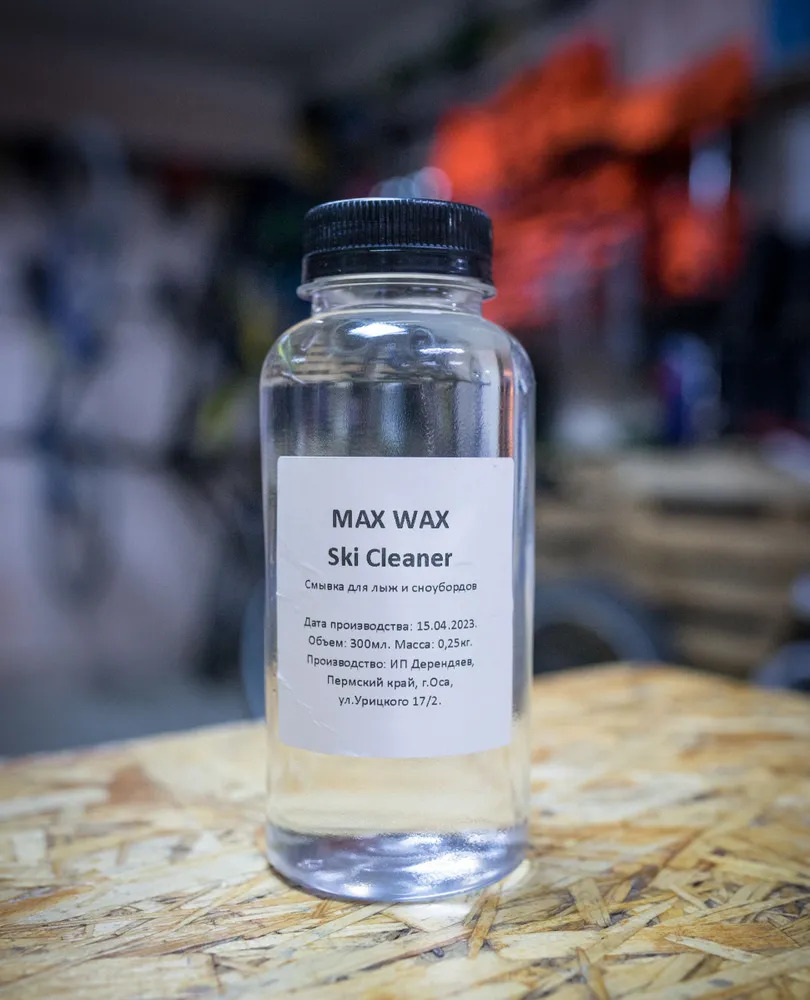 MAX WAX
Ski Cleaner
Смывка для лыж и сноубордов
Дата производства: 15.04.2023.
Объем: 300мл. Масса: 0,25кг.
Производство: ИП Дерендяев,
Пермский край, г.Оса,
ул.Урицкого 17/2.